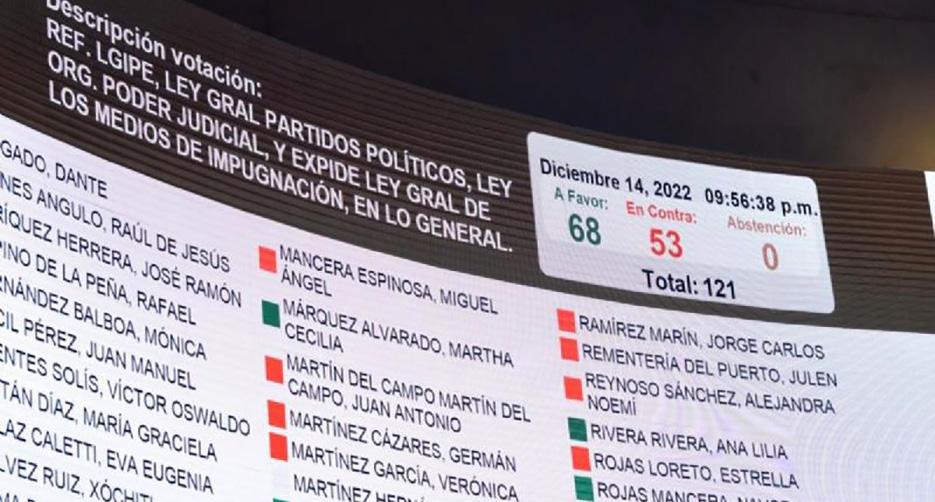 Descripción votación:
REF. LGIPE, LEY GRAL PARTIDOS POLÍTICOS, LEY
ORG. PODER JUDICIAL, Y EXPIDE LEY GRAL DE
LOS MEDIOS DE IMPUGNACIÓN, EN LO GENERAL.
Diciembre 14, 2022 09:56:38 p.m.
A Favor: En Contra: Abstención:
68 53 0
Total: 121
GADO, DANTE
NES ANGULO, RAÚL DE JESÚS
RÍQUEZ HERRERA, JOSÉ RAMÓN
PINO DE LA PEÑA, RAFAEL
RNÁNDEZ BALBOA, MÓNICA
CIL PÉREZ, JUAN MANUEL
ENTES SOLÍS, VÍCTOR OSWALDO
TÁN DÍAZ, MARÍA GRACIELA
LAZ CALETTI, EVA EUGENIA
LVEZ RUIZ, XÓCHITL
MANCERA ESPINOSA, MIGUEL
ÁNGEL
MÁRQUEZ ALVARADO, MARTHA
CECILIA
MARTÍN DEL CAMPO MARTÍN DEL
CAMPO, JUAN ANTONIO
MARTÍNEZ CÁZARES, GERMÁN
MARTÍNEZ GARCÍA, VERÓNICA
MARTÍNEZ
RAMÍREZ MARÍN, JORGE CARLOS
REMENTERÍA DEL PUERTO, JULEN
REYNOSO SÁNCHEZ, ALEJANDRA
NOEMÍ
RIVERA RIVERA, ANA LILIA
ROJAS LORETO, ESTRELLA
ROJAS MANCERA,